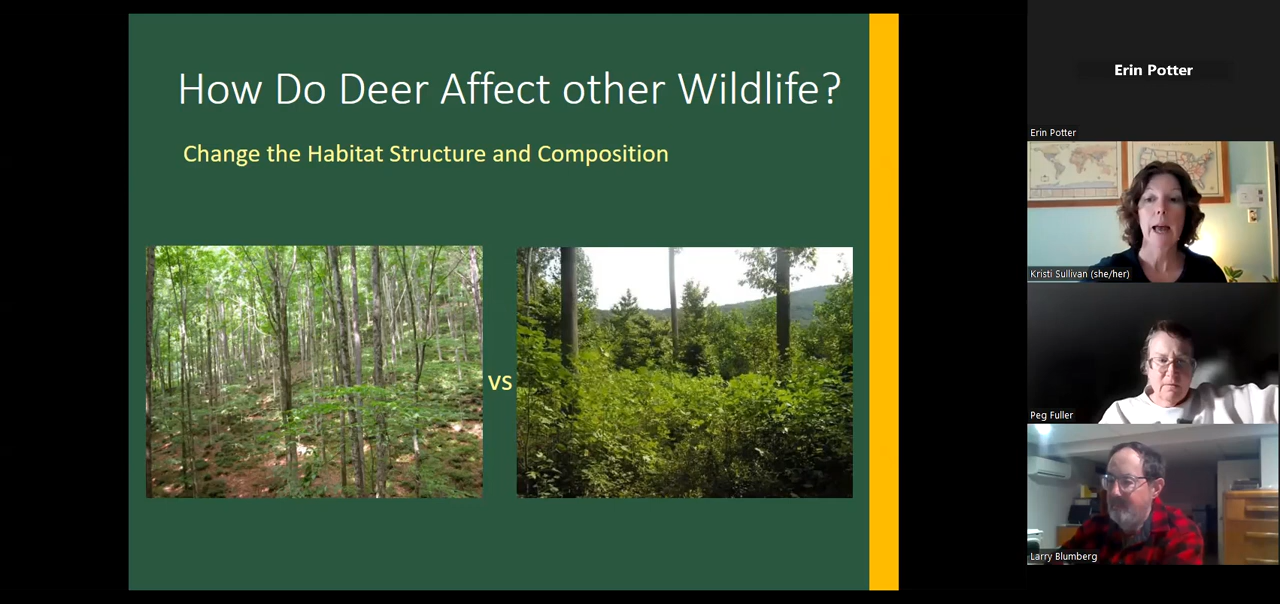 How Do Deer Affect other Wildlife?
Change the Habitat Structure and Composition
vs
Erin Potter
Erin Potter
Kristi Sullivan (she/her)
Peg Fuller
Larry Blumberg